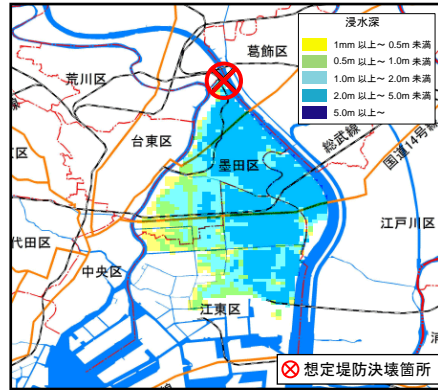 浸水深
1mm 以上～ 0.5m 未満
0.5m 以上～ 1.0m 未満
1.0m 以上～ 2.0m 未満
2.0m 以上～ 5.0m 未満
5.0m 以上～
葛飾区
荒川区
台東区
総武線
国道14号線
墨田区
江戸川区
代田区
中央区
江東区
想定堤防決壊箇所